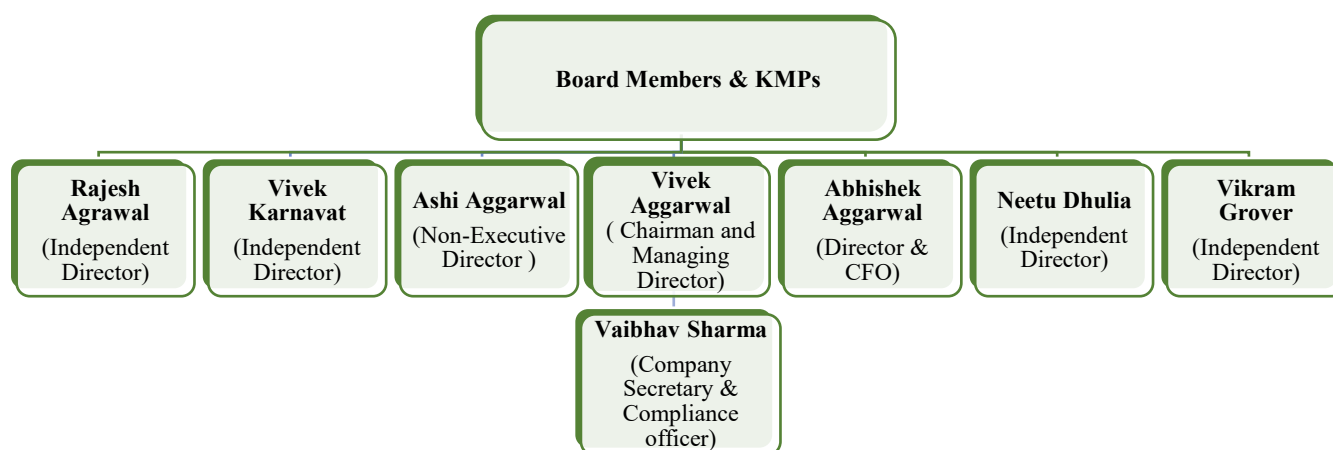 Board Members & KMPs
Rajesh
Agrawal
(Independent
Director)
Vivek
Karnavat
(Independent
Director)
Ashi Aggarwal
(Non-Executive
Director )
Vivek
Aggarwal
( Chairman and
Managing
Director)
Abhishek
Aggarwal
(Director &
CFO)
Neetu Dhulia
(Independent
Director)
Vikram
Grover
(Independent
Director)
Vaibhav Sharma
(Company
Secretary &
Compliance
officer)